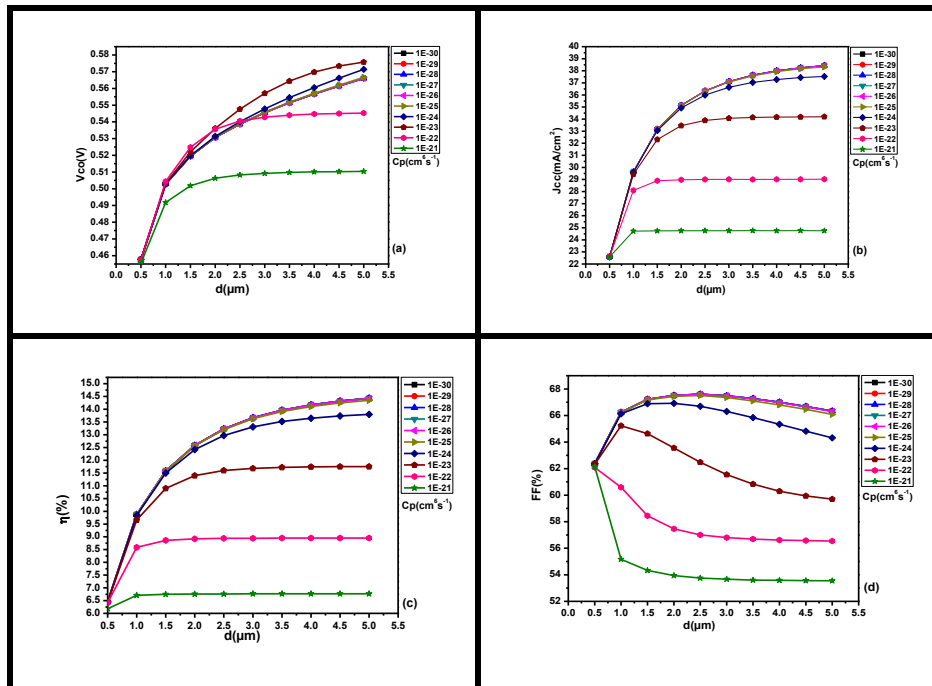 0.58
0.57
0.56
0.55
0.54
0.53
0.52
0.51
0.50
0.49
0.48
0.47
0.46
Vco(V)
0.0 0.5 1.0 1.5 2.0 2.5 3.0 3.5 4.0 4.5 5.0 5.5
d(µm)
1E-30
1E-29
1E-28
1E-27
1E-26
1E-25
1E-24
1E-23
1E-22
1E-21
Cp(cm⁶s⁻¹)
(a)
40
39
38
37
36
35
34
33
32
31
30
29
28
27
26
25
24
23
22
Jcc(mA/cm²)
0.0 0.5 1.0 1.5 2.0 2.5 3.0 3.5 4.0 4.5 5.0 5.5
d(µm)
1E-30
1E-29
1E-28
1E-27
1E-26
1E-25
1E-24
1E-23
1E-22
1E-21
Cp(cm⁶s⁻¹)
(b)
15.0
14.5
14.0
13.5
13.0
12.5
12.0
11.5
11.0
10.5
10.0
9.5
9.0
8.5
8.0
7.5
7.0
6.5
6.0
η(%)
0.5 1.0 1.5 2.0 2.5 3.0 3.5 4.0 4.5 5.0 5.5
d(µm)
1E-30
1E-29
1E-28
1E-27
1E-26
1E-25
1E-24
1E-23
1E-22
1E-21
Cp(cm⁶s⁻¹)
(c)
68
66
64
62
60
58
56
54
52
FF(%)
0.0 0.5 1.0 1.5 2.0 2.5 3.0 3.5 4.0 4.5 5.0 5.5
d(µm)
1E-30
1E-29
1E-28
1E-27
1E-26
1E-25
1E-24
1E-23
1E-22
1E-21
Cp(cm⁶s⁻¹)
(d)